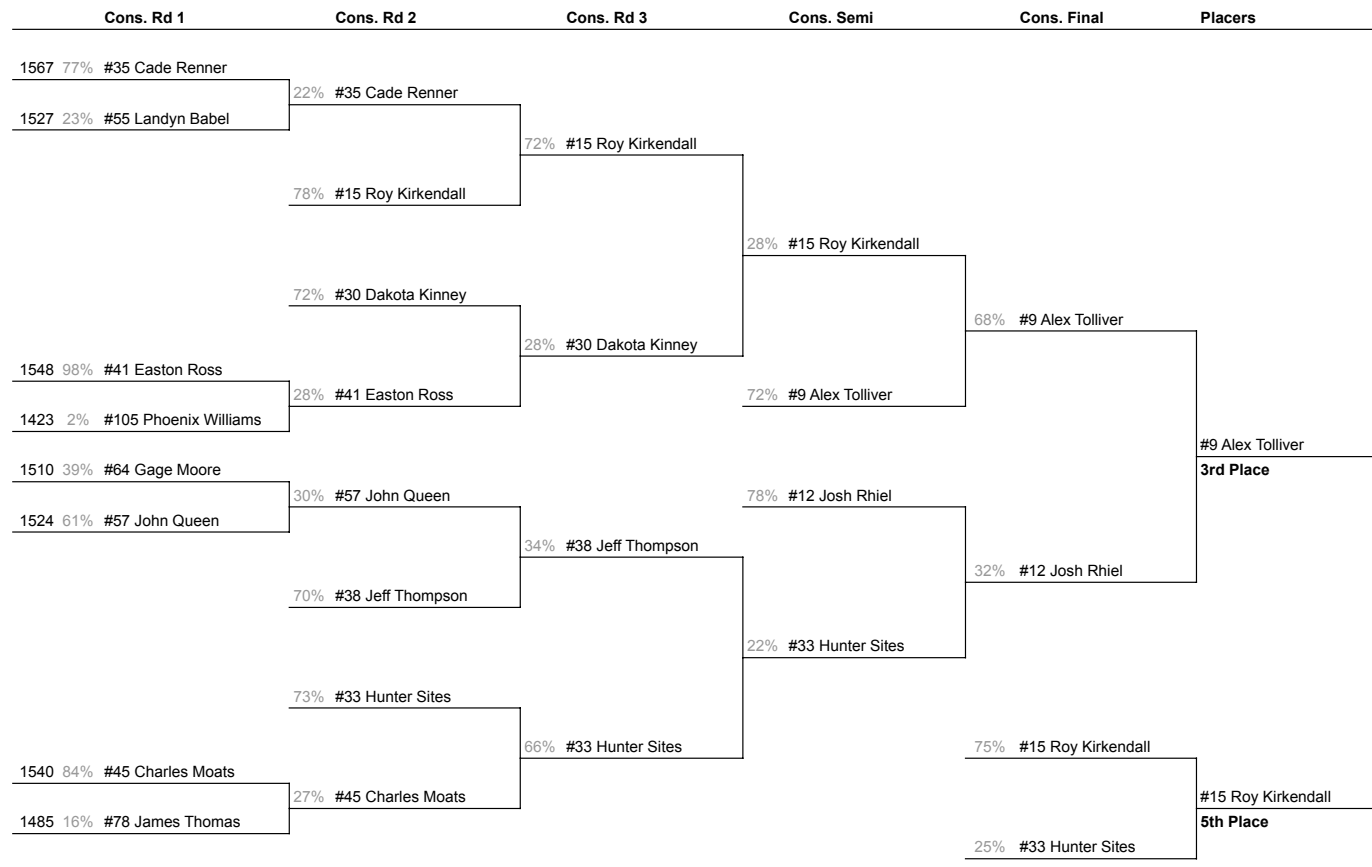 Cons. Rd 1 Cons. Rd 2 Cons. Rd 3 Cons. Semi Cons. Final Placers
1567 77% #35 Cade Renner
22% #35 Cade Renner
1527 23% #55 Landyn Babel
72% #15 Roy Kirkendall
78% #15 Roy Kirkendall
28% #15 Roy Kirkendall
72% #30 Dakota Kinney
68% #9 Alex Tolliver
28% #30 Dakota Kinney
1548 98% #41 Easton Ross
28% #41 Easton Ross
72% #9 Alex Tolliver
1423 2% #105 Phoenix Williams
#9 Alex Tolliver
1510 39% #64 Gage Moore
3rd Place
30% #57 John Queen
78% #12 Josh Rhiel
1524 61% #57 John Queen
34% #38 Jeff Thompson
32% #12 Josh Rhiel
70% #38 Jeff Thompson
22% #33 Hunter Sites
73% #33 Hunter Sites
66% #33 Hunter Sites
75% #15 Roy Kirkendall
1540 84% #45 Charles Moats
27% #45 Charles Moats
#15 Roy Kirkendall
1485 16% #78 James Thomas
5th Place
25% #33 Hunter Sites